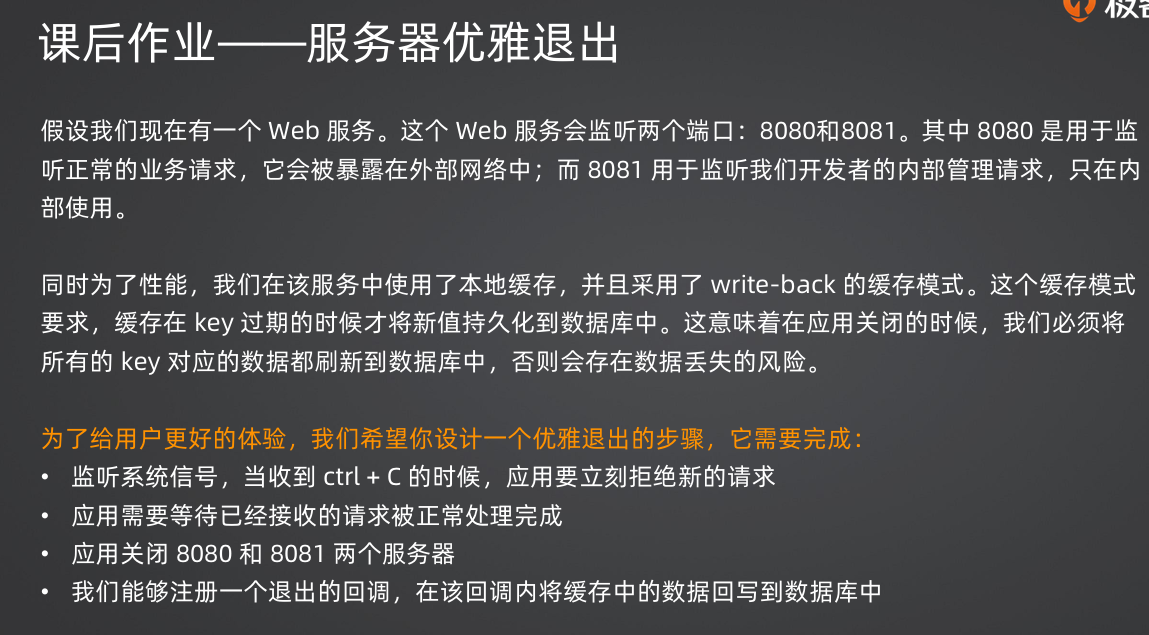 课后作业——服务器优雅退出
假设我们现在有一个 Web 服务。这个 Web 服务会监听两个端口：8080和8081。其中 8080 是用于监
听正常的业务请求，它会被暴露在外部网络中；而 8081 用于监听我们开发者的内部管理请求，只在内
部使用。
同时为了性能，我们在该服务中使用了本地缓存，并且采用了 write-back 的缓存模式。这个缓存模式
要求，缓存在 key 过期的时候才将新值持久化到数据库中。这意味着在应用关闭的时候，我们必须将
所有的 key 对应的数据都刷新到数据库中，否则会存在数据丢失的风险。
为了给用户更好的体验，我们希望你设计一个优雅退出的步骤，它需要完成：
• 监听系统信号，当收到 ctrl + C 的时候，应用要立刻拒绝新的请求
• 应用需要等待已经接收的请求被正常处理完成
• 应用关闭 8080 和 8081 两个服务器
• 我们能够注册一个退出的回调，在该回调内将缓存中的数据回写到数据库中